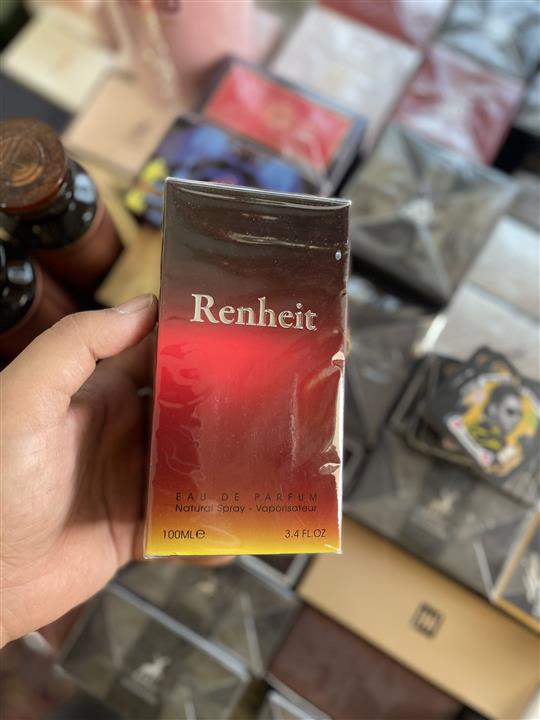 Renheit
EAU DE PARFUM
Natural Spray - Vaporisateur
100ML℮
3.4 FL.OZ